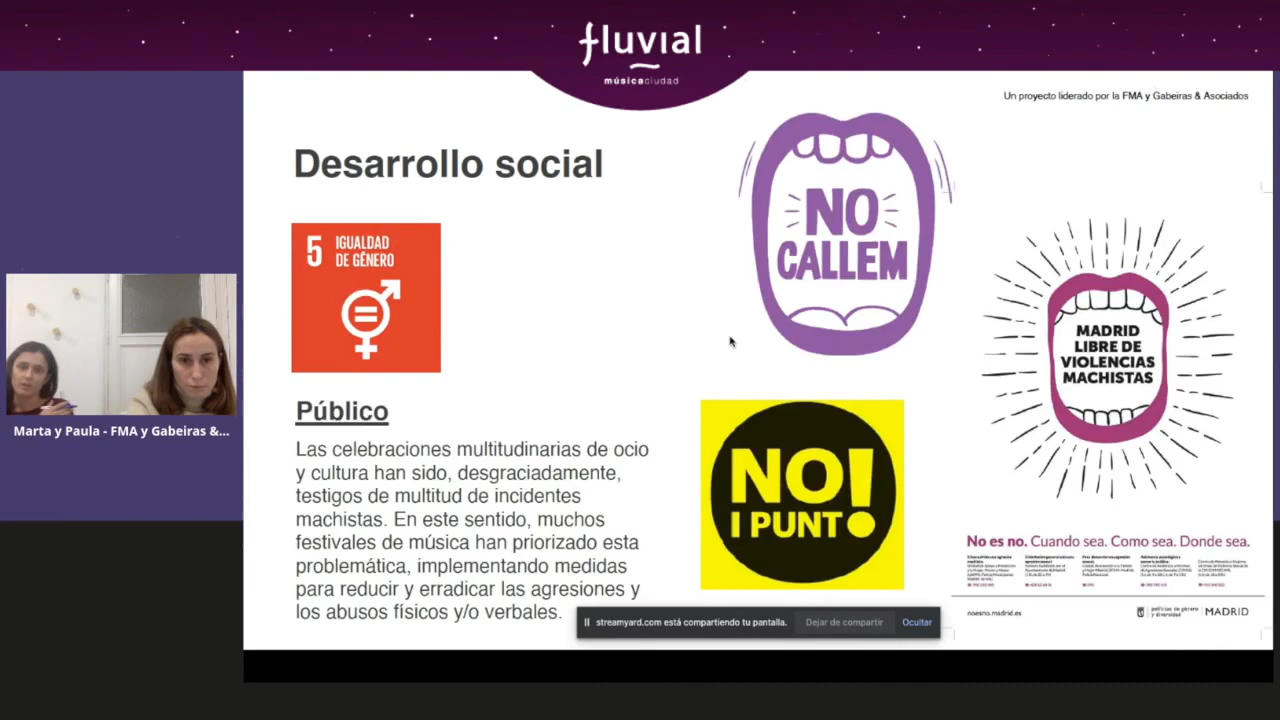 fluvial
músicaciudad
Un proyecto liderado por la FMA y Gabeiras & Asociados
Desarrollo social
5 IGUALDAD
DE GÉNERO
NO
CALLEM
MADRID
LIBRE DE
VIOLENCIAS
MACHISTAS
Marta y Paula - FMA y Gabeiras &...
Público
Las celebraciones multitudinarias de ocio
y cultura han sido, desgraciadamente,
testigos de multitud de incidentes
machistas. En este sentido, muchos
festivales de música han priorizado esta
problemática, implementando medidas
para reducir y erradicar las agresiones y
los abusos físicos y/o verbales.
NO!
I PUNT
No es no. Cuando sea. Como sea. Donde sea.
noesno.madrid.es
políticas de género
y diversidad
MADRID
streamyard.com está compartiendo tu pantalla.
Dejar de compartir
Ocultar